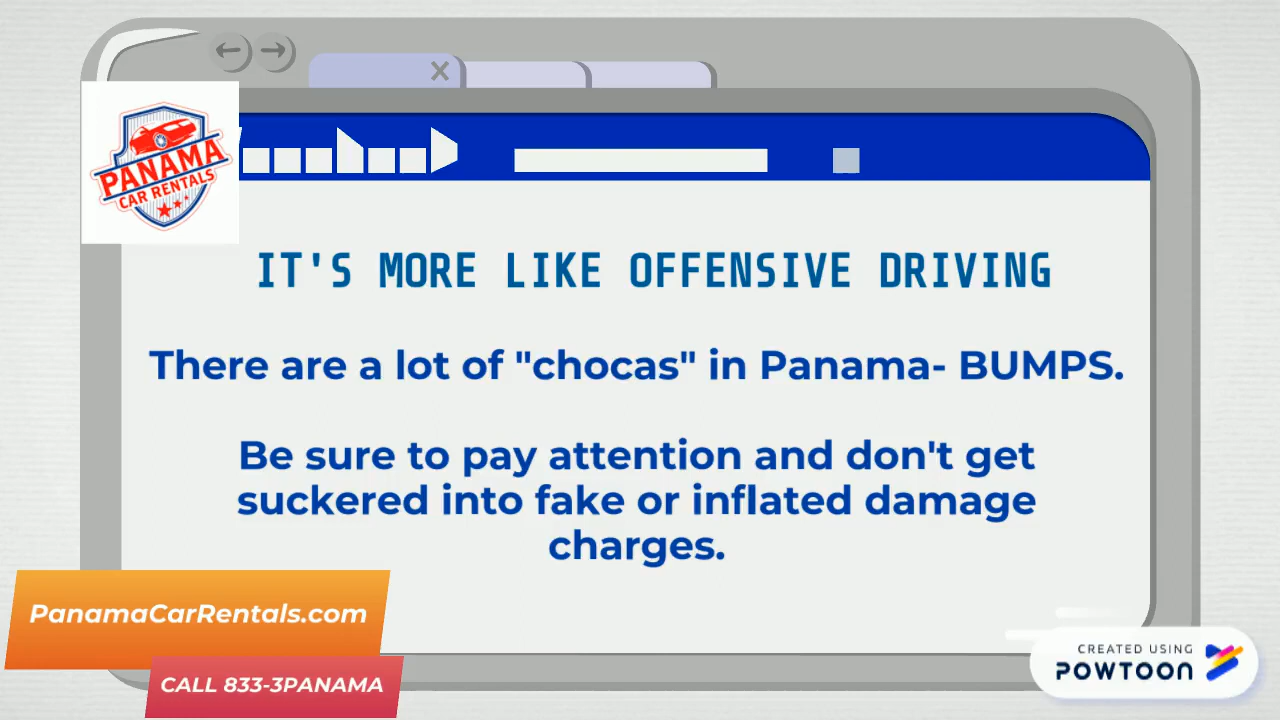 PANAMA
CAR RENTALS
IT'S MORE LIKE OFFENSIVE DRIVING
There are a lot of "chocas" in Panama- BUMPS.
Be sure to pay attention and don't get
suckered into fake or inflated damage
charges.
PanamaCarRentals.com
CALL 833-3PANAMA
CREATED USING
POWTOON